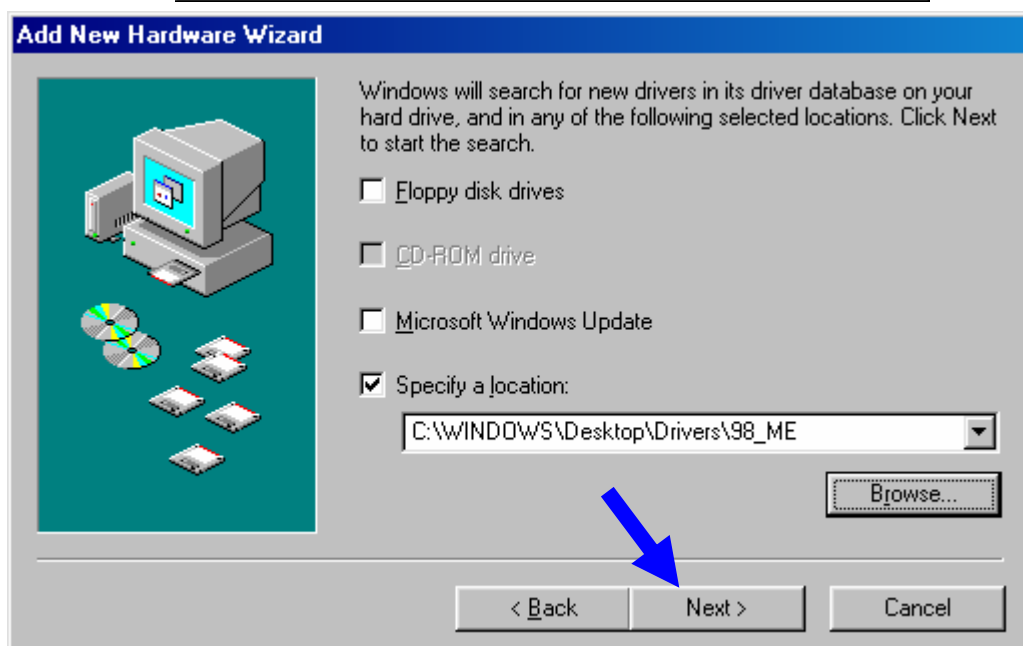 Add New Hardware Wizard
Windows will search for new drivers in its driver database on your
hard drive, and in any of the following selected locations. Click Next
to start the search.
Floppy disk drives
CD-ROM drive
Microsoft Windows Update
Specify a location:
C:\WINDOWS\Desktop\Drivers\98_ME
Browse...
< Back
Next >
Cancel